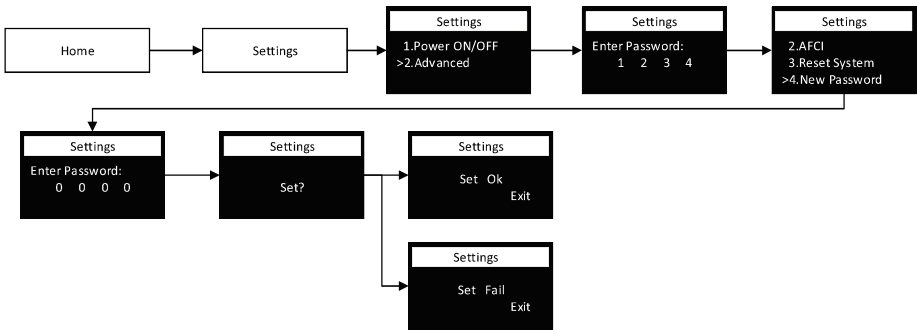 Home
Settings
Settings
1.Power ON/OFF
>2.Advanced
Settings
Enter Password:
1 2 3 4
Settings
2.AFCI
3.Reset System
>4.New Password
Settings
Enter Password:
0 0 0 0
Settings
Set?
Settings
Set Ok
Exit
Settings
Set Fail
Exit